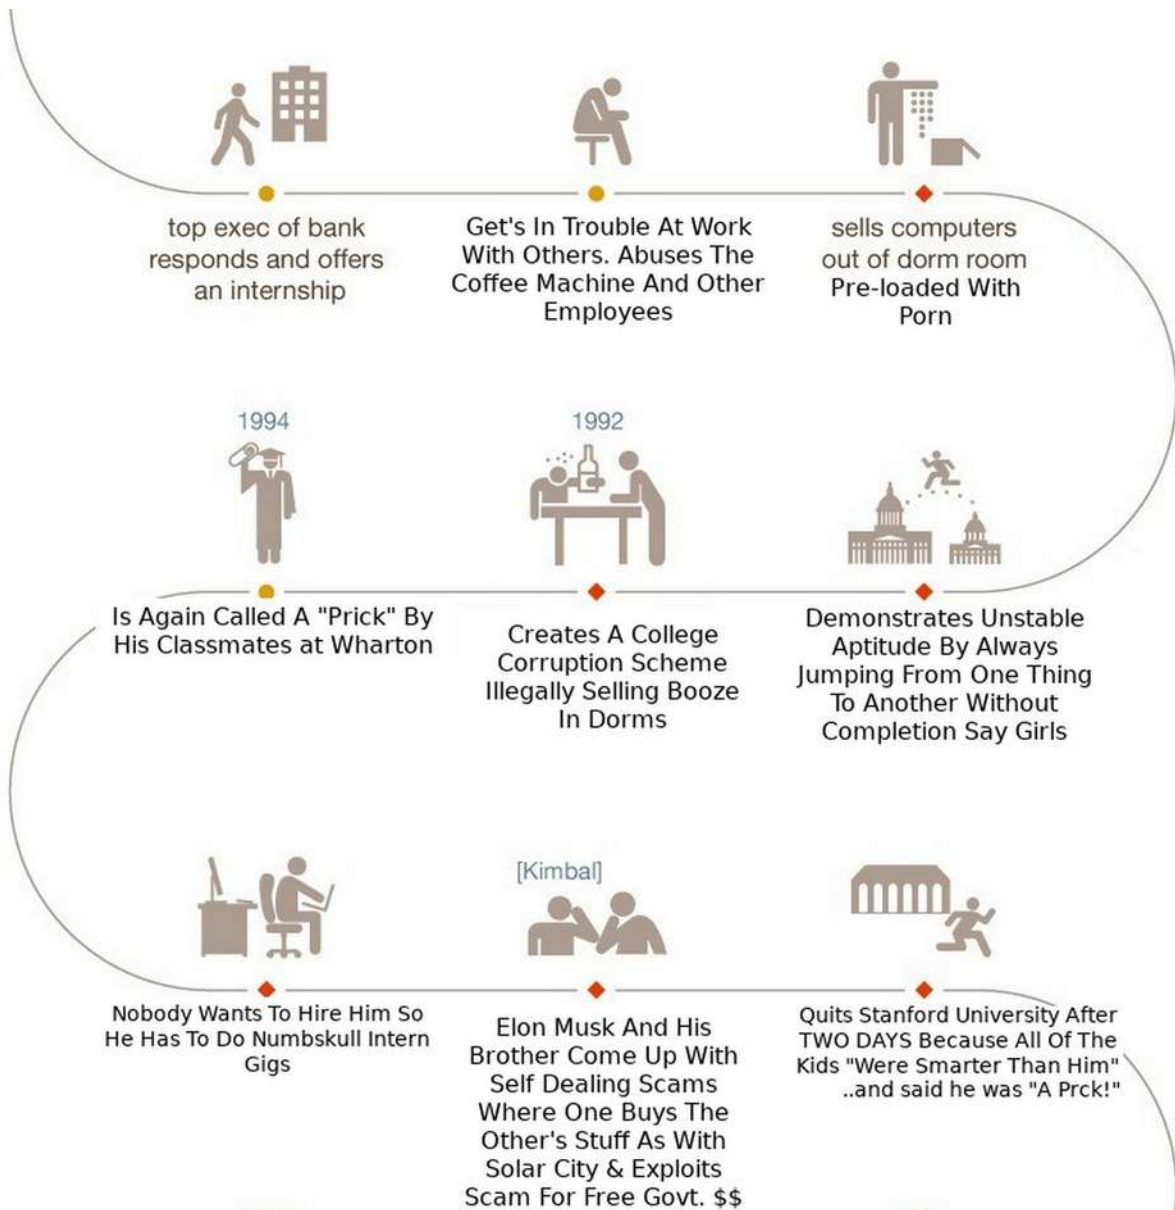 top exec of bank
responds and offers
an internship
Get's In Trouble At Work
With Others. Abuses The
Coffee Machine And Other
Employees
sells computers
out of dorm room
Pre-loaded With
Porn
1994
Is Again Called A "Prick" By
His Classmates at Wharton
1992
Creates A College
Corruption Scheme
Illegally Selling Booze
In Dorms
Demonstrates Unstable
Aptitude By Always
Jumping From One Thing
To Another Without
Completion Say Girls
Nobody Wants To Hire Him So
He Has To Do Numbskull Intern
Gigs
[Kimbal]
Elon Musk And His
Brother Come Up With
Self Dealing Scams
Where One Buys The
Other's Stuff As With
Solar City & Exploits
Scam For Free Govt. $$
Quits Stanford University After
TWO DAYS Because All Of The
Kids "Were Smarter Than Him"
..and said he was "A Prck!"